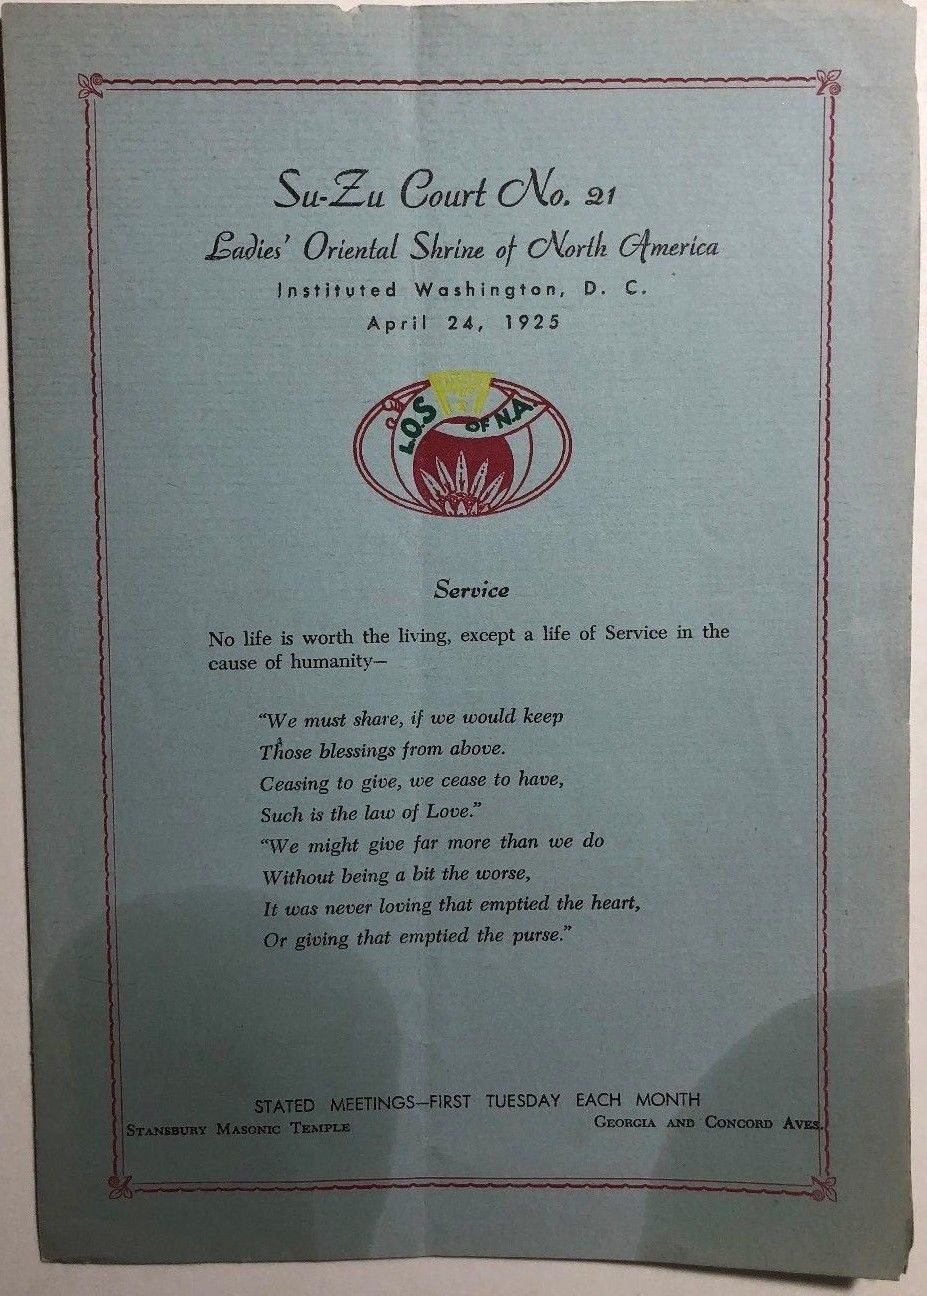 Su-Zu Court No. 21
Ladies' Oriental Shrine of North America
Instituted Washington, D. C.
April 24, 1925
L.O.S OF N.A.
Service
No life is worth the living, except a life of Service in the
cause of humanity—
"We must share, if we would keep
Those blessings from above.
Ceasing to give, we cease to have,
Such is the law of Love."
"We might give far more than we do
Without being a bit the worse,
It was never loving that emptied the heart,
Or giving that emptied the purse."
STATED MEETINGS—FIRST TUESDAY EACH MONTH
STANSBURY MASONIC TEMPLE GEORGIA AND CONCORD AVES.